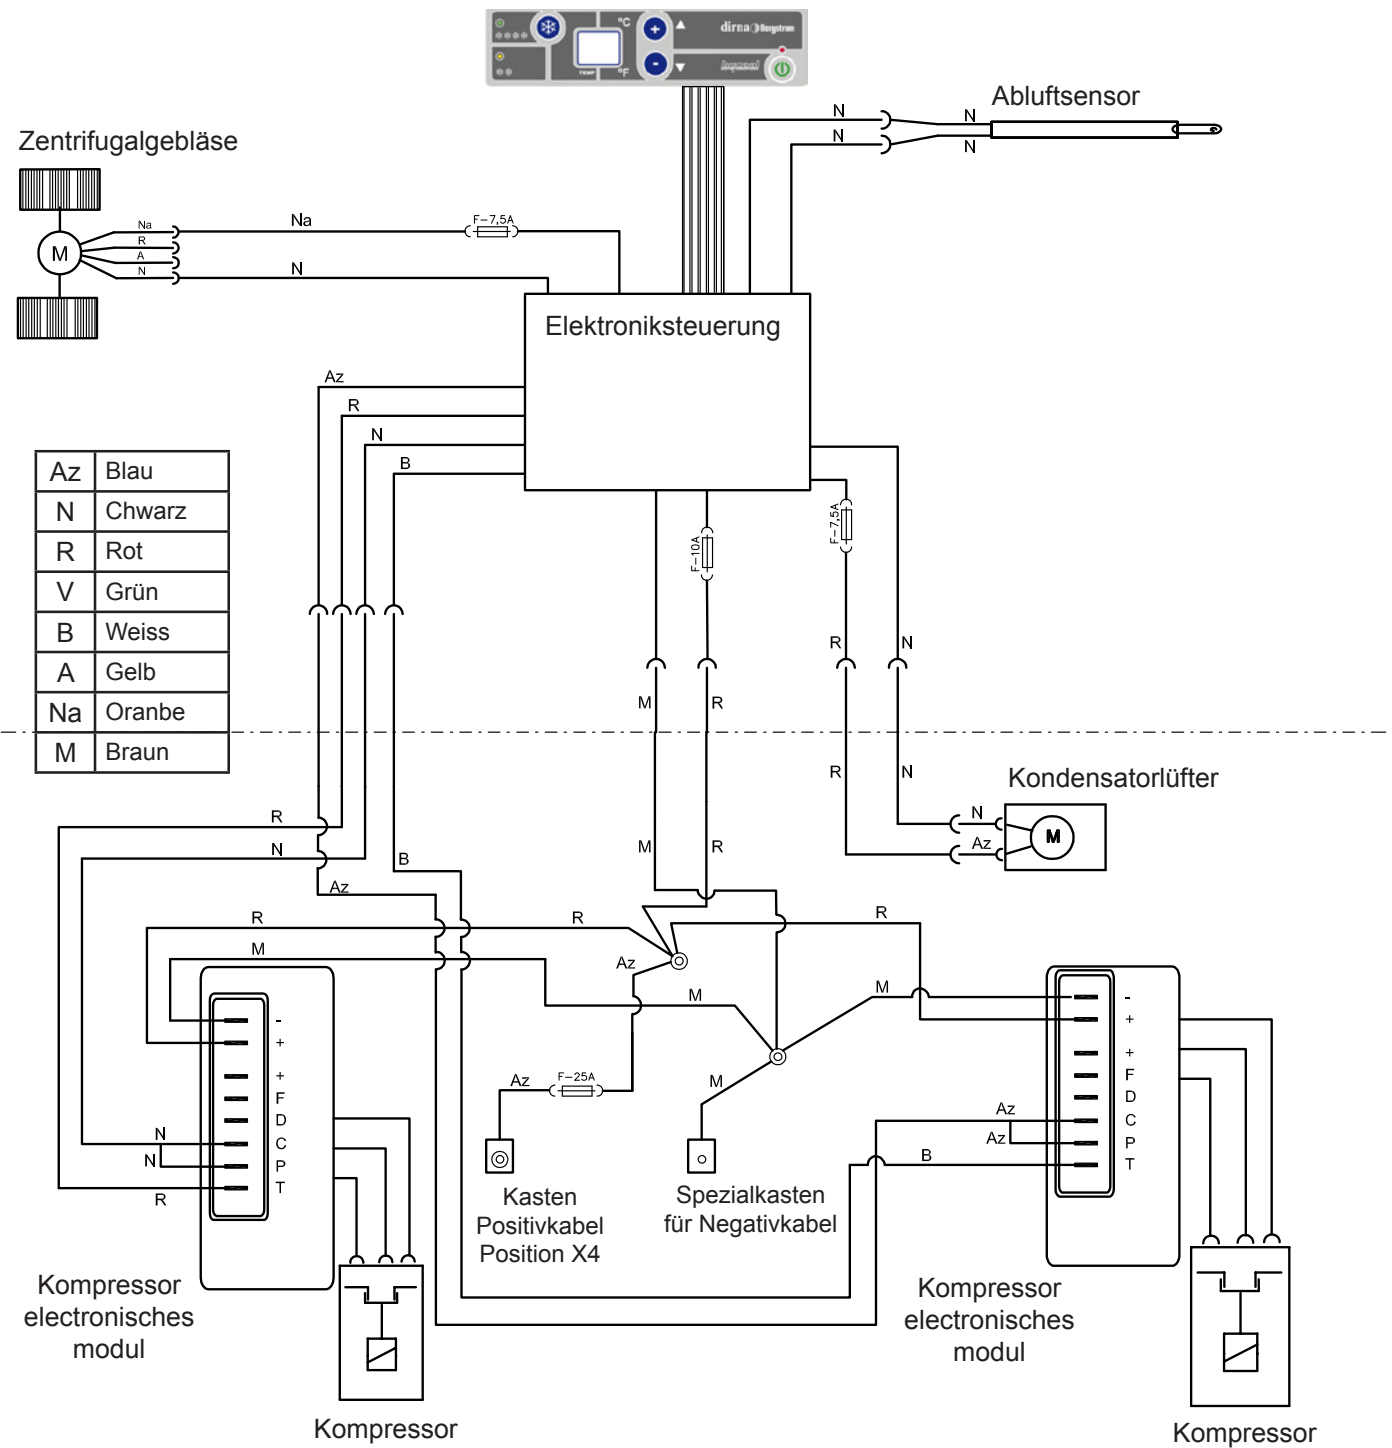 °C
+
dirna Bergstrom
TEMP
°F
-
Abluftsensor
N
N
N
N
Zentrifugalgebläse
Na
R
A
N
M
Na
N
F-7,5A
Elektroniksteuerung
Az
R
N
B
Az Blau
N Chwarz
R Rot
V Grün
B Weiss
A Gelb
Na Oranbe
M Braun
F-10A
F-7,5A
R
N
M
R
R
N
Kondensatorlüfter
N
Az
M
R
N
M
R
B
Az
R
R
R
M
Az
M
M
-
+
+
F
D
C
P
T
N
N
R
Az
F-25A
M
-
+
+
F
D
C
P
T
Az
Az
B
Kasten
Positivkabel
Position X4
Spezialkasten
für Negativkabel
Kompressor
electronisches
modul
Kompressor
electronisches
modul
Kompressor
Kompressor